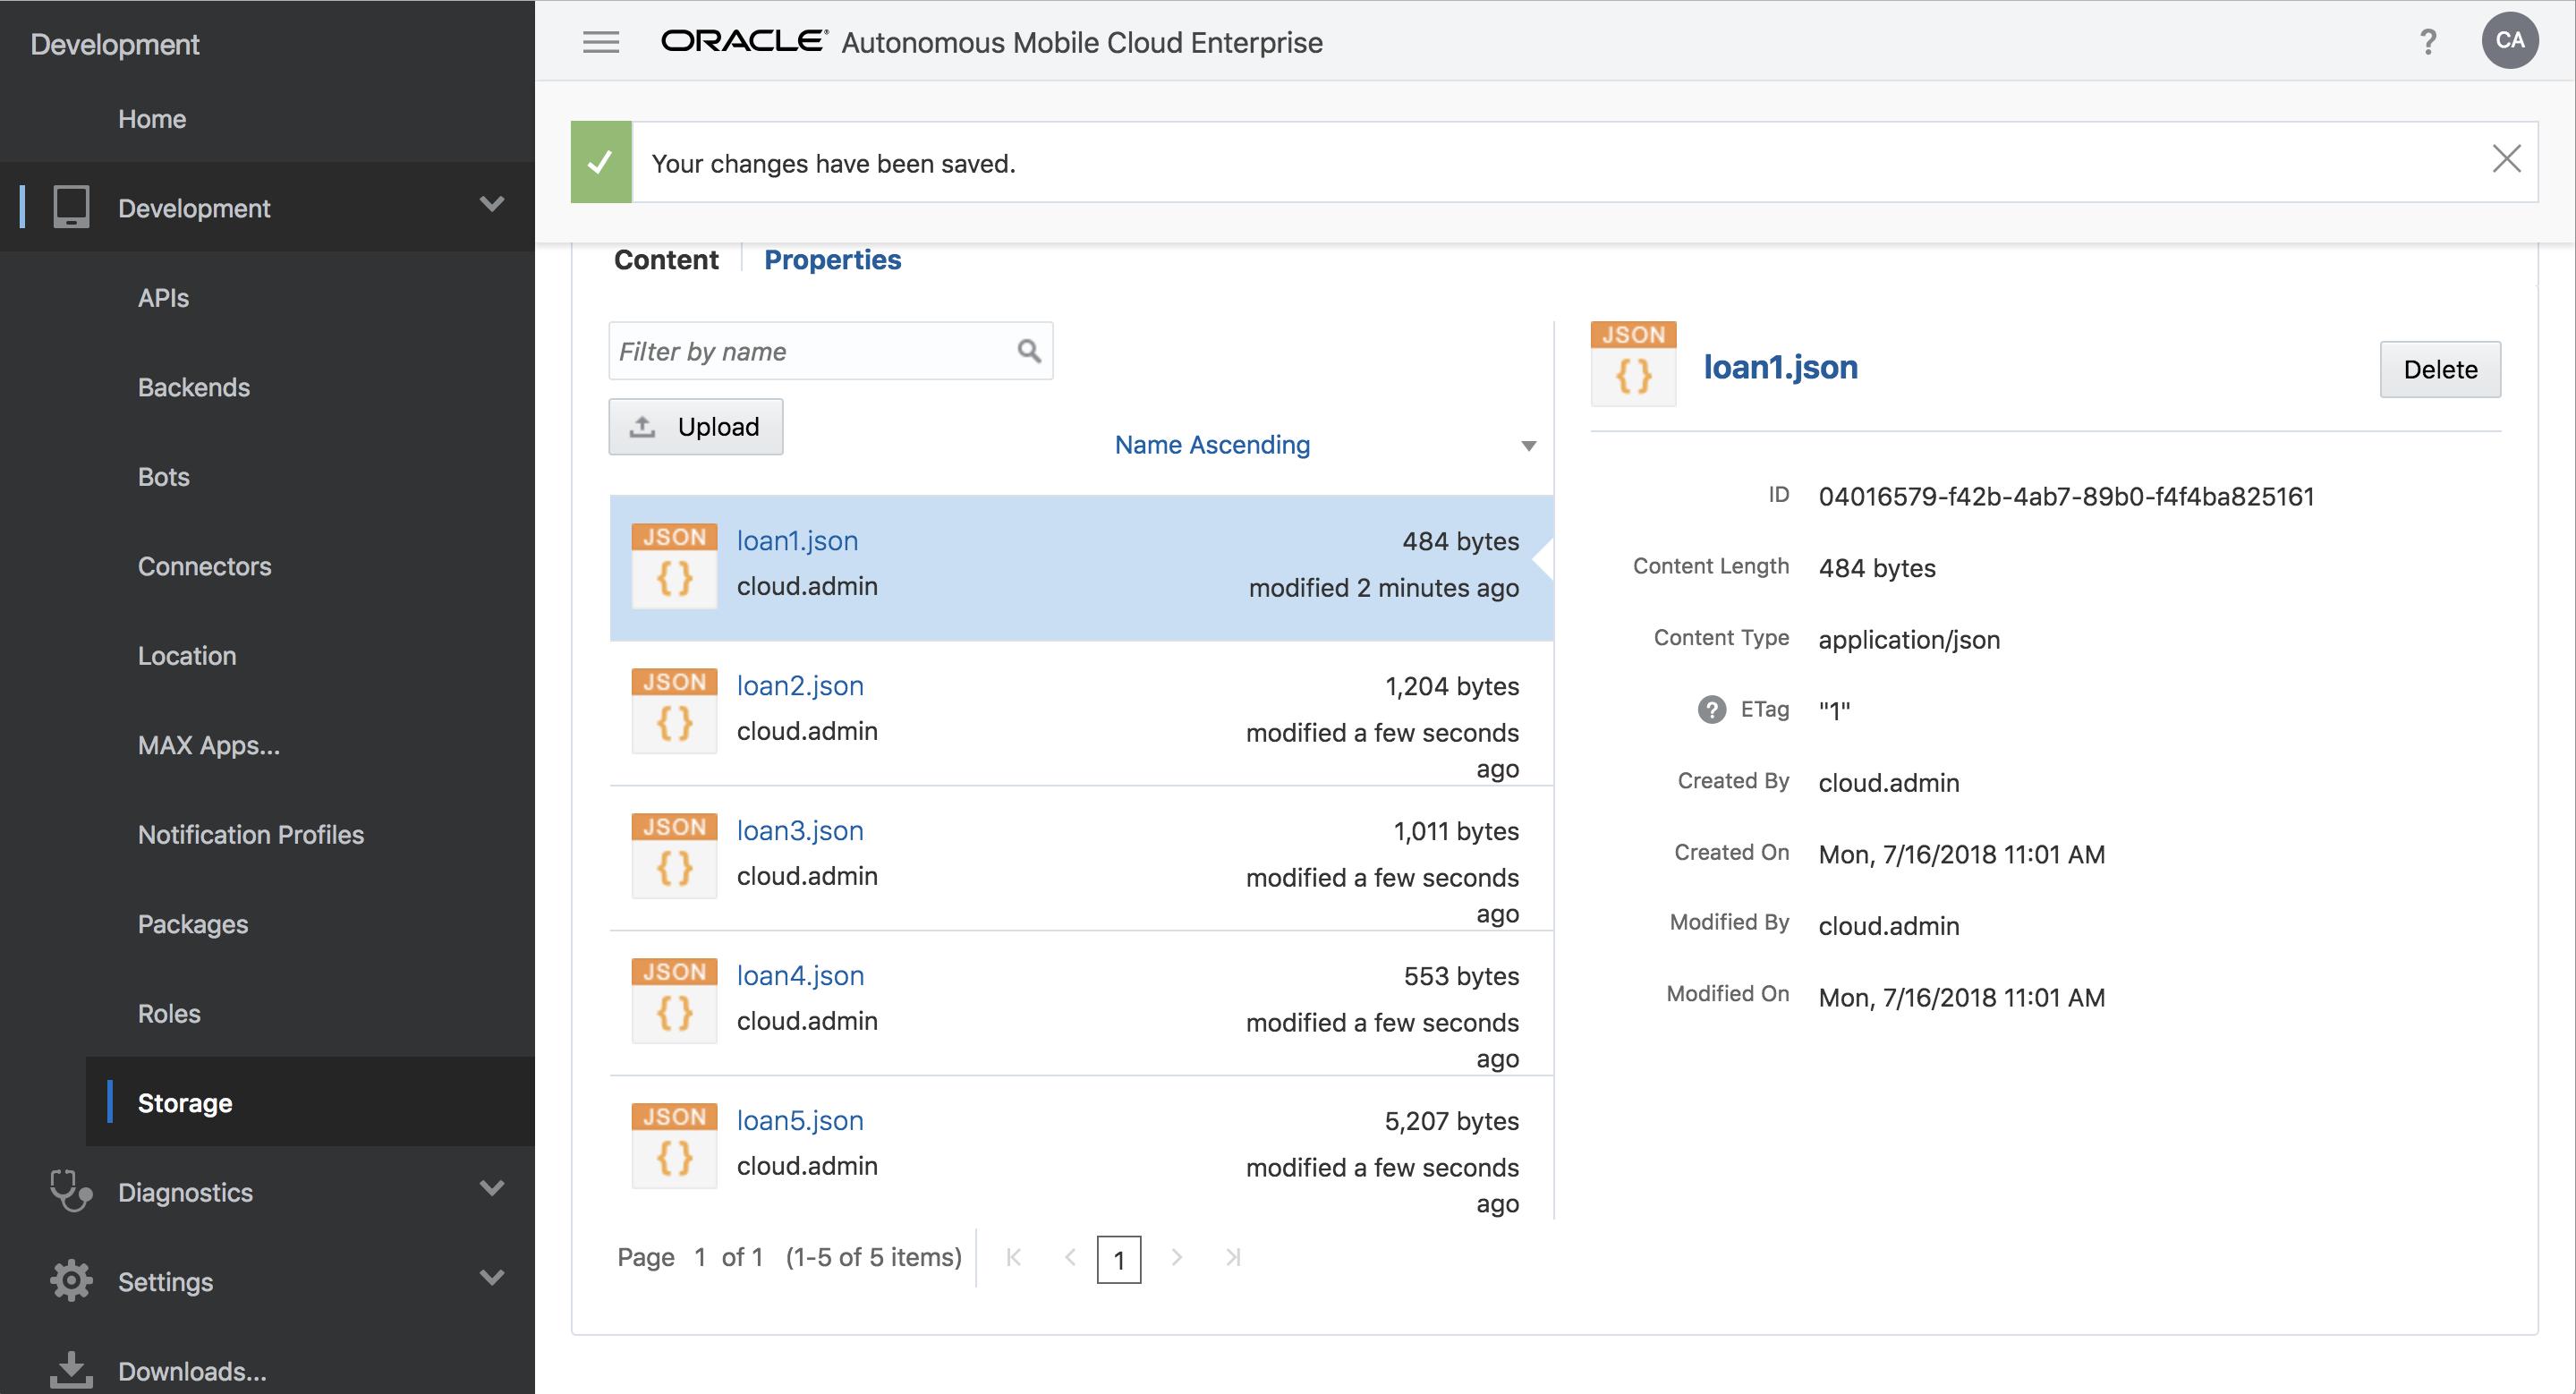 Development
Home
Development
APIs
Backends
Bots
Connectors
Location
MAX Apps...
Notification Profiles
Packages
Roles
Storage
Diagnostics
Settings
Downloads...
ORACLE® Autonomous Mobile Cloud Enterprise
? CA
Your changes have been saved.
Content Properties
Filter by name
Upload
Name Ascending
JSON
{ }
loan1.json
484 bytes
cloud.admin
modified 2 minutes ago
JSON
{ }
loan2.json
1,204 bytes
cloud.admin
modified a few seconds
ago
JSON
{ }
loan3.json
1,011 bytes
cloud.admin
modified a few seconds
ago
JSON
{ }
loan4.json
553 bytes
cloud.admin
modified a few seconds
ago
JSON
{ }
loan5.json
5,207 bytes
cloud.admin
modified a few seconds
ago
Page 1 of 1 (1-5 of 5 items) 1
JSON
{ }
loan1.json
Delete
ID 04016579-f42b-4ab7-89b0-f4f4ba825161
Content Length 484 bytes
Content Type application/json
? ETag "1"
Created By cloud.admin
Created On Mon, 7/16/2018 11:01 AM
Modified By cloud.admin
Modified On Mon, 7/16/2018 11:01 AM